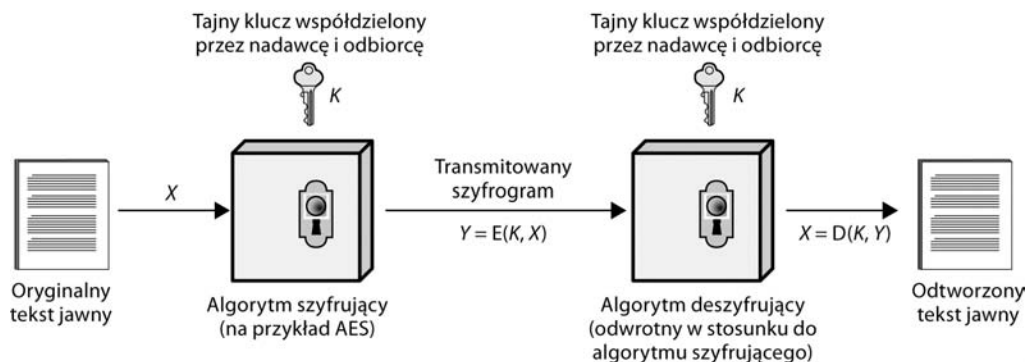 Tajny klucz współdzielony
przez nadawcę i odbiorcę
K
Tajny klucz współdzielony
przez nadawcę i odbiorcę
K
X
Transmitowany
szyfrogram
Y = E(K, X)
X = D(K, Y)
Oryginalny
tekst jawny
Algorytm szyfrujący
(na przykład AES)
Algorytm deszyfrujący
(odwrotny w stosunku do
algorytmu szyfrującego)
Odtworzony
tekst jawny